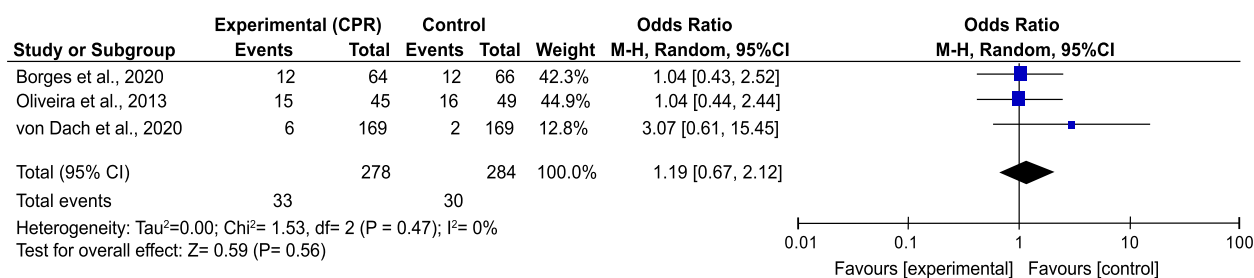 Experimental (CPR) Control Odds Ratio Odds Ratio
Study or Subgroup Events Total Events Total Weight M-H, Random, 95%CI M-H, Random, 95%CI
Borges et al., 2020 12 64 12 66 42.3% 1.04 [0.43, 2.52]
Oliveira et al., 2013 15 45 16 49 44.9% 1.04 [0.44, 2.44]
von Dach et al., 2020 6 169 2 169 12.8% 3.07 [0.61, 15.45]
Total (95% CI) 278 284 100.0% 1.19 [0.67, 2.12]
Total events 33 30
Heterogeneity: Tau²=0.00; Chi²= 1.53, df= 2 (P = 0.47); I²= 0%
Test for overall effect: Z= 0.59 (P= 0.56)
0.01 0.1 1 10 100
Favours [experimental] Favours [control]